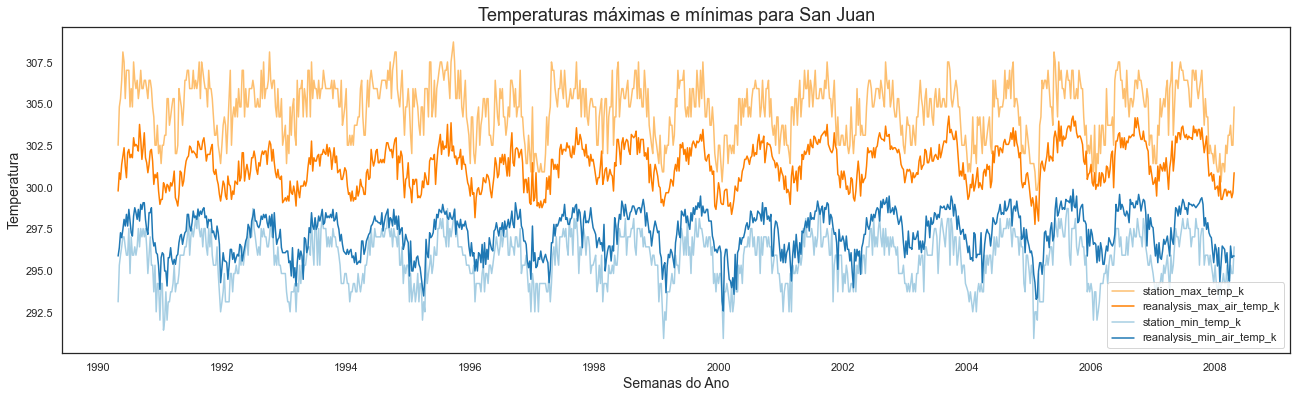 Temperaturas máximas e mínimas para San Juan
Temperatura
307.5
305.0
302.5
300.0
297.5
295.0
292.5
station_max_temp_k
reanalysis_max_air_temp_k
station_min_temp_k
reanalysis_min_air_temp_k
1990 1992 1994 1996 1998 2000 2002 2004 2006 2008
Semanas do Ano